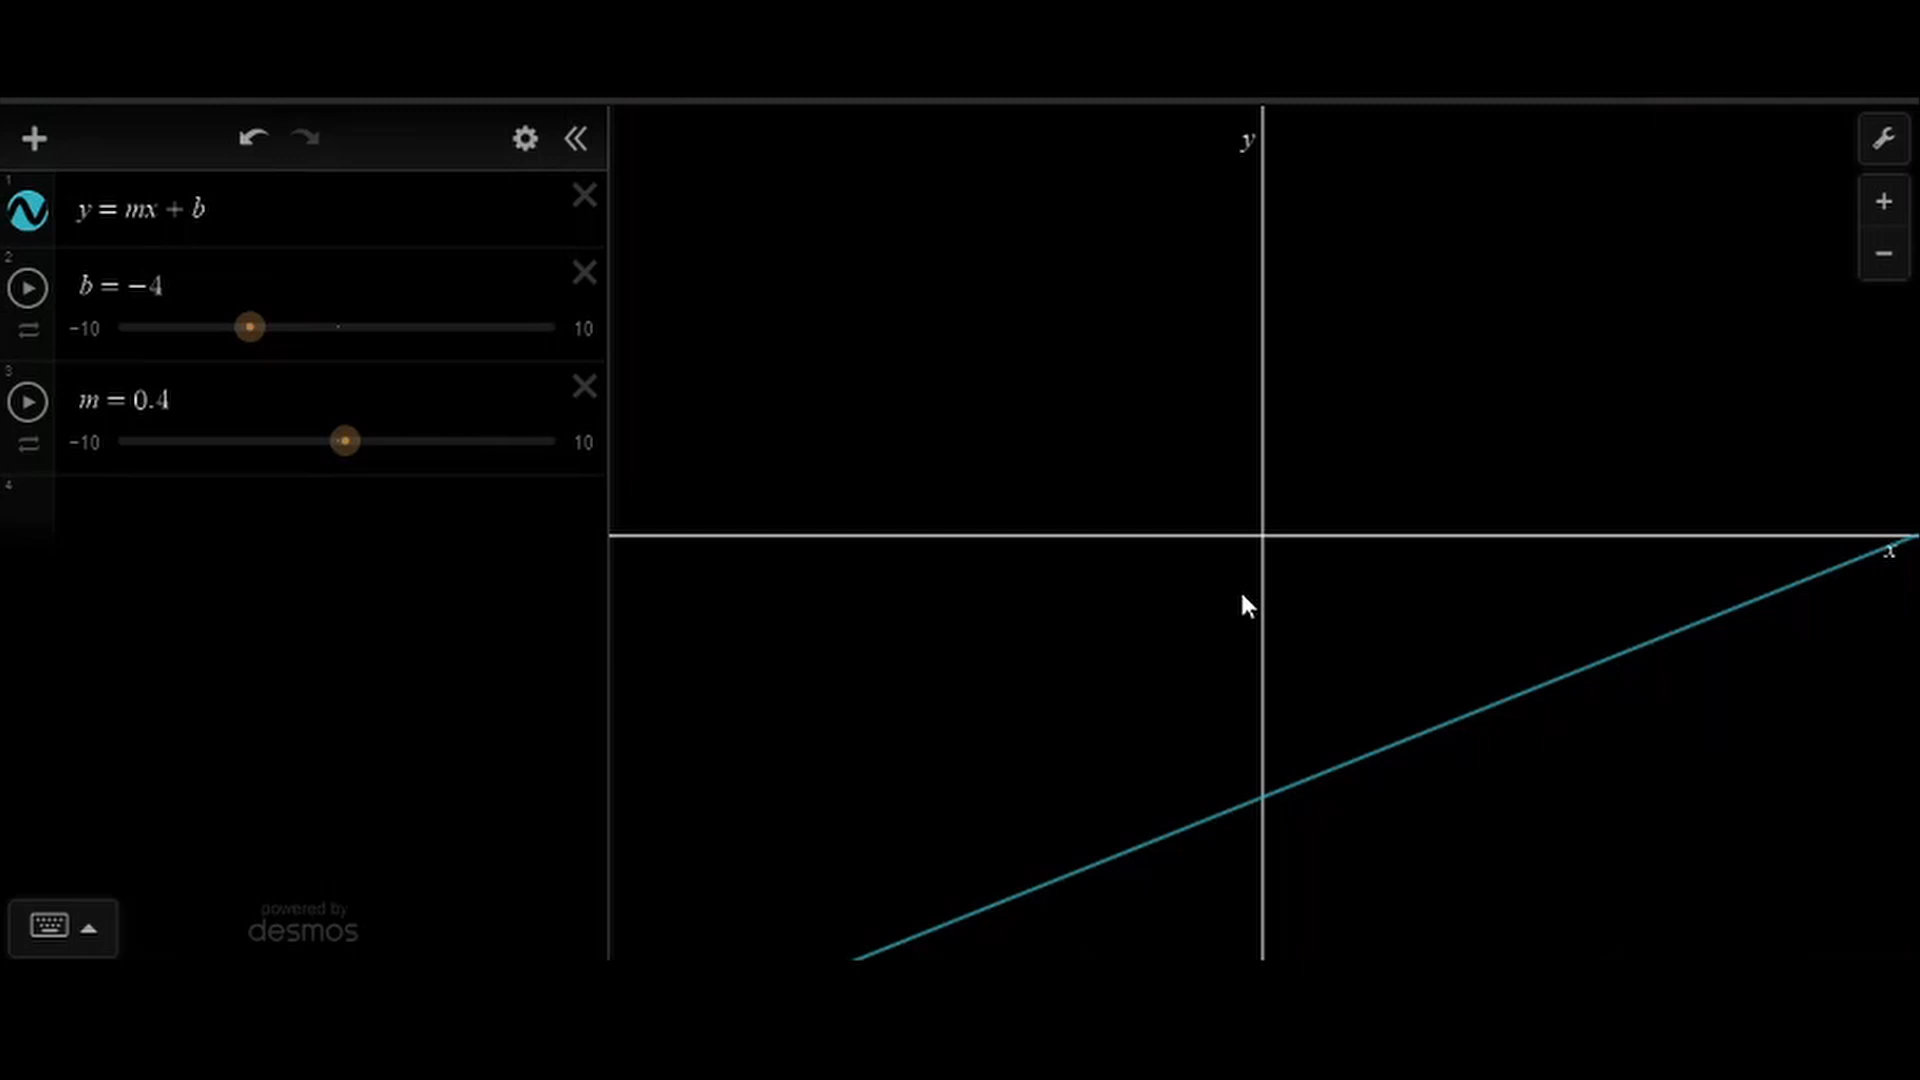 1
y = mx + b
2
b = −4
−10
10
3
m = 0.4
−10
10
4
powered by
desmos
y
x
+
−